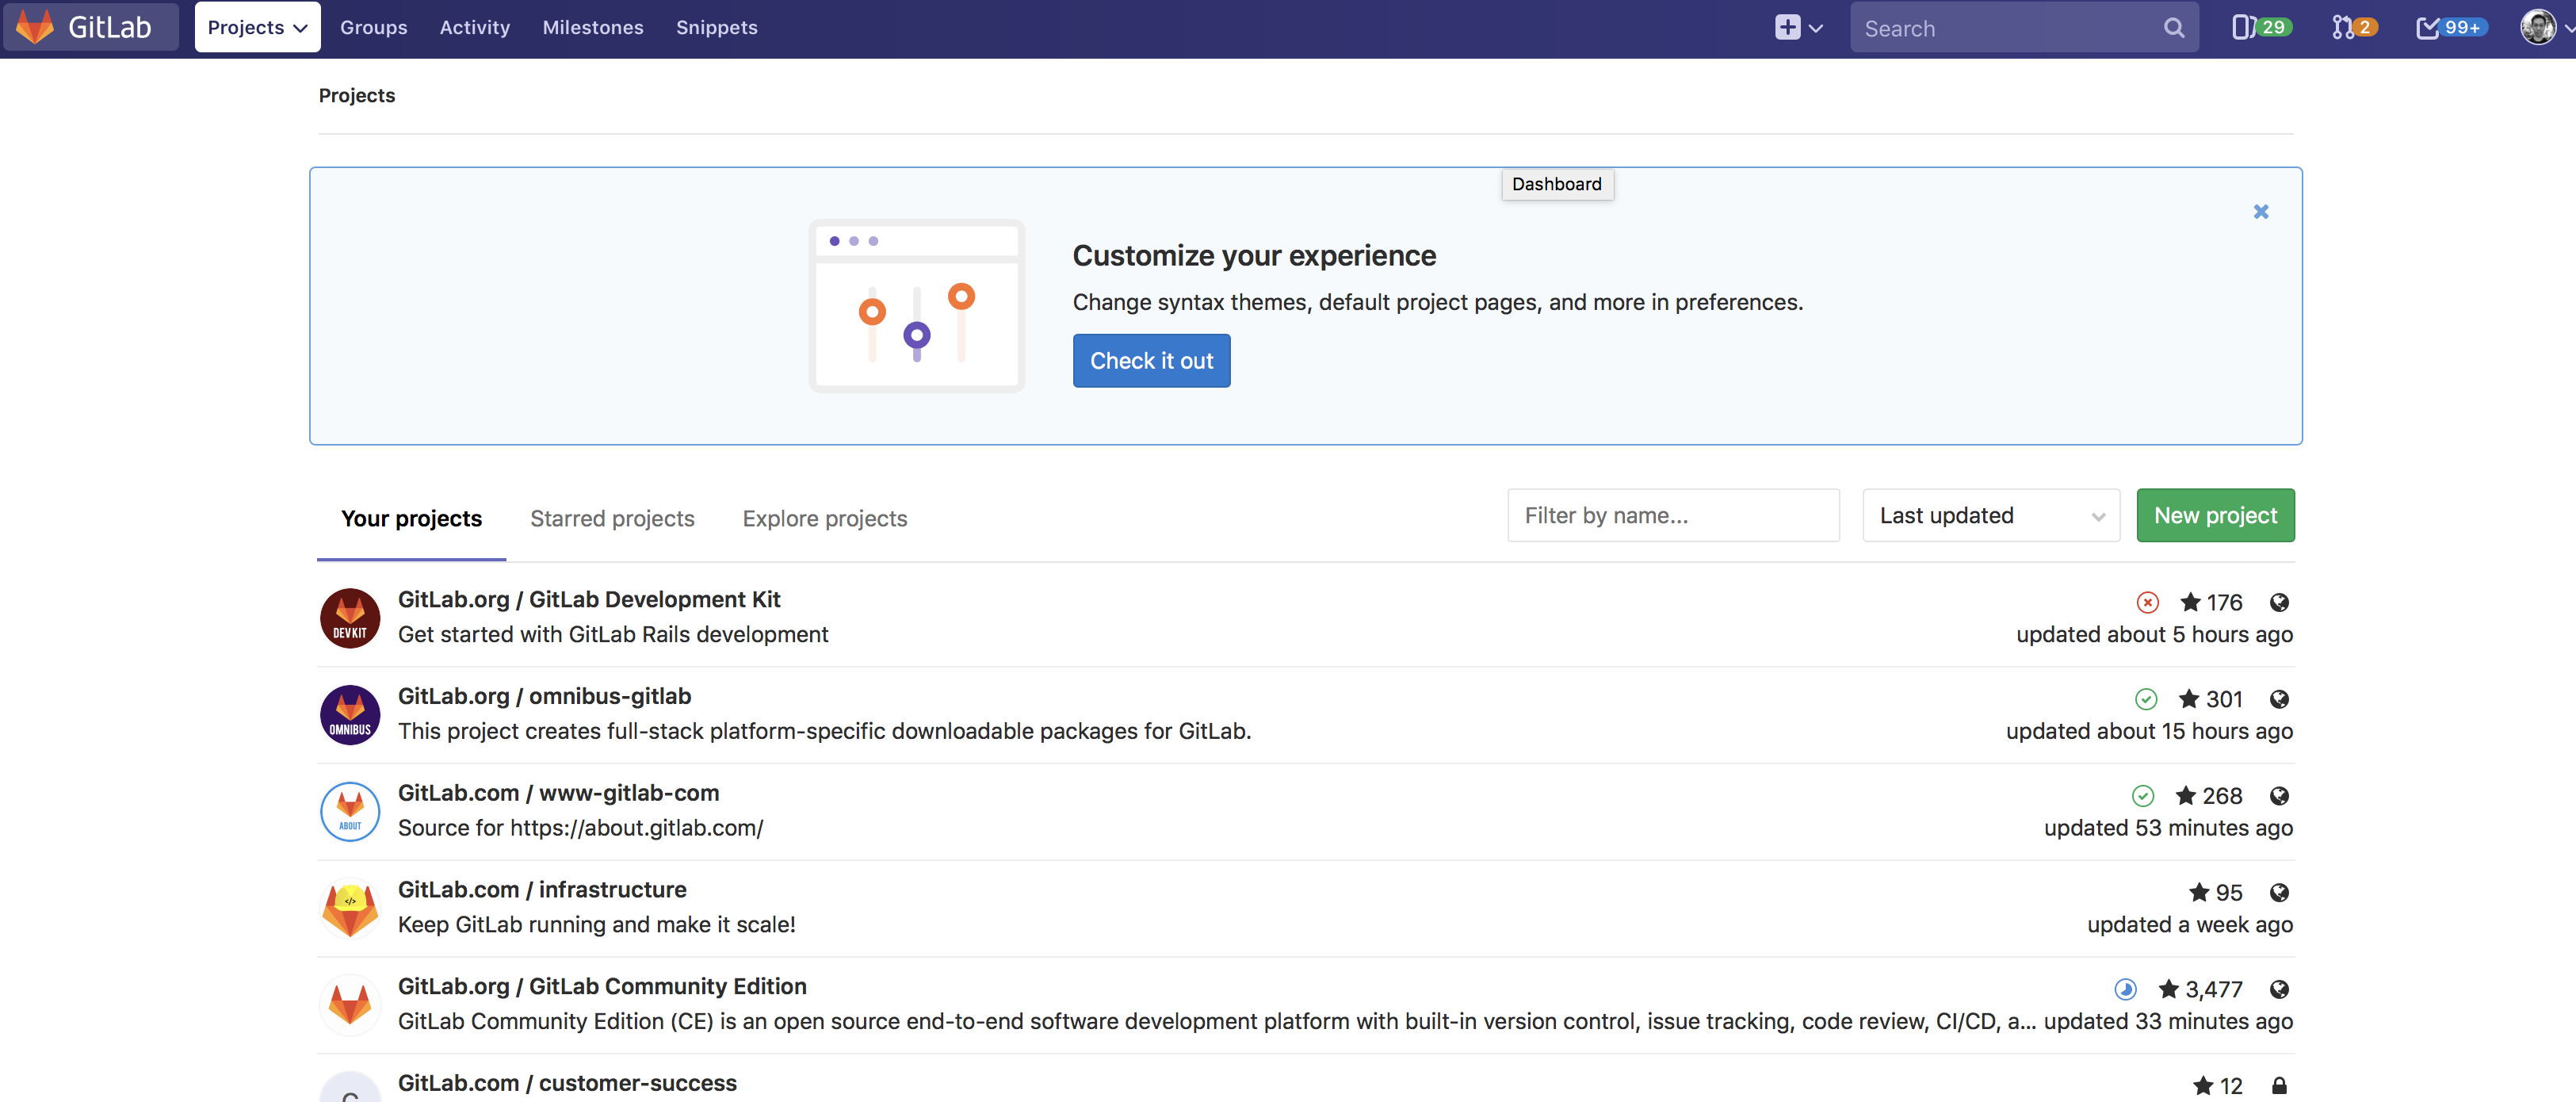 GitLab Projects Groups Activity Milestones Snippets Search 29 2 99+
Projects
Dashboard
Customize your experience
Change syntax themes, default project pages, and more in preferences.
Check it out
Your projects Starred projects Explore projects Filter by name... Last updated New project
GitLab.org / GitLab Development Kit 176
DEV KIT
Get started with GitLab Rails development updated about 5 hours ago
GitLab.org / omnibus-gitlab 301
OMNIBUS
This project creates full-stack platform-specific downloadable packages for GitLab. updated about 15 hours ago
GitLab.com / www-gitlab-com 268
ABOUT
Source for https://about.gitlab.com/ updated 53 minutes ago
GitLab.com / infrastructure 95
</>
Keep GitLab running and make it scale! updated a week ago
GitLab.org / GitLab Community Edition 3,477
GitLab Community Edition (CE) is an open source end-to-end software development platform with built-in version control, issue tracking, code review, CI/CD, a... updated 33 minutes ago
GitLab.com / customer-success 12